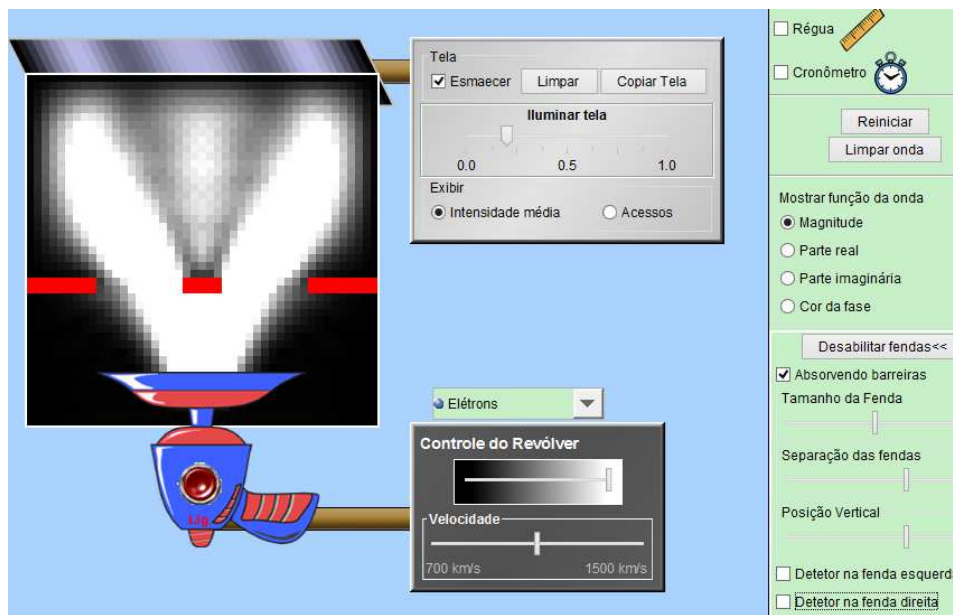 Régua
Cronômetro
Reiniciar
Limpar onda
Mostrar função da onda
Magnitude
Parte real
Parte imaginária
Cor da fase
Desabilitar fendas<<
Absorvendo barreiras
Tamanho da Fenda
Separação das fendas
Posição Vertical
Detetor na fenda esquerd
Detetor na fenda direita
Tela
Esmaecer Limpar Copiar Tela
Iluminar tela
0.0 0.5 1.0
Exibir
Intensidade média Acessos
Elétrons
Controle do Revólver
Velocidade
700 km/s 1500 km/s
Lig